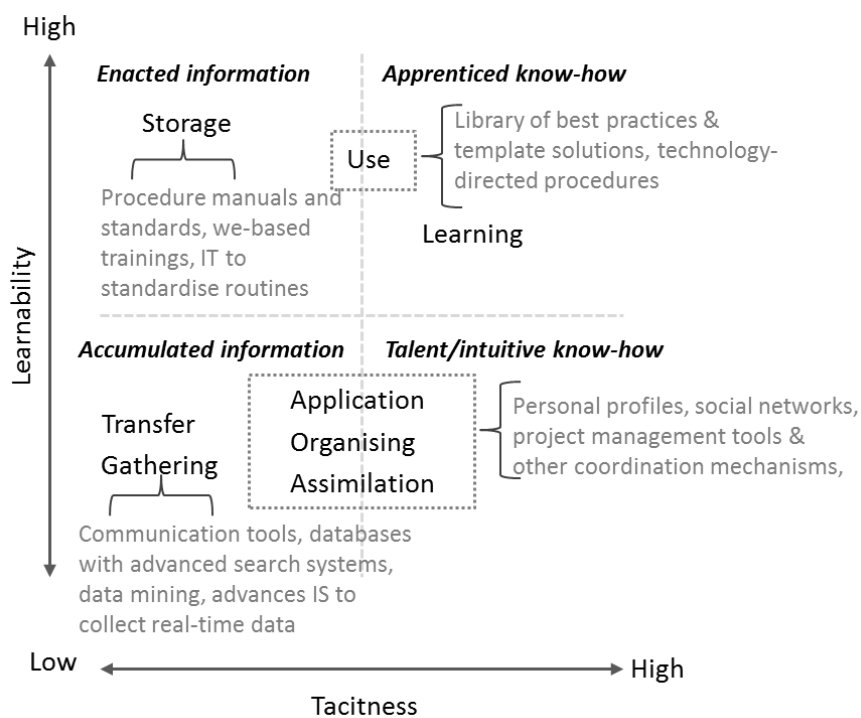 High
Enacted information
Apprenticed know-how
Storage
Use
Library of best practices &
template solutions, technology-
directed procedures
Procedure manuals and
standards, we-based
trainings, IT to
standardise routines
Learning
Learnability
Accumulated information
Talent/intuitive know-how
Transfer
Gathering
Application
Organising
Assimilation
Personal profiles, social networks,
project management tools &
other coordination mechanisms,
Communication tools, databases
with advanced search systems,
data mining, advances IS to
collect real-time data
Low
High
Tacitness